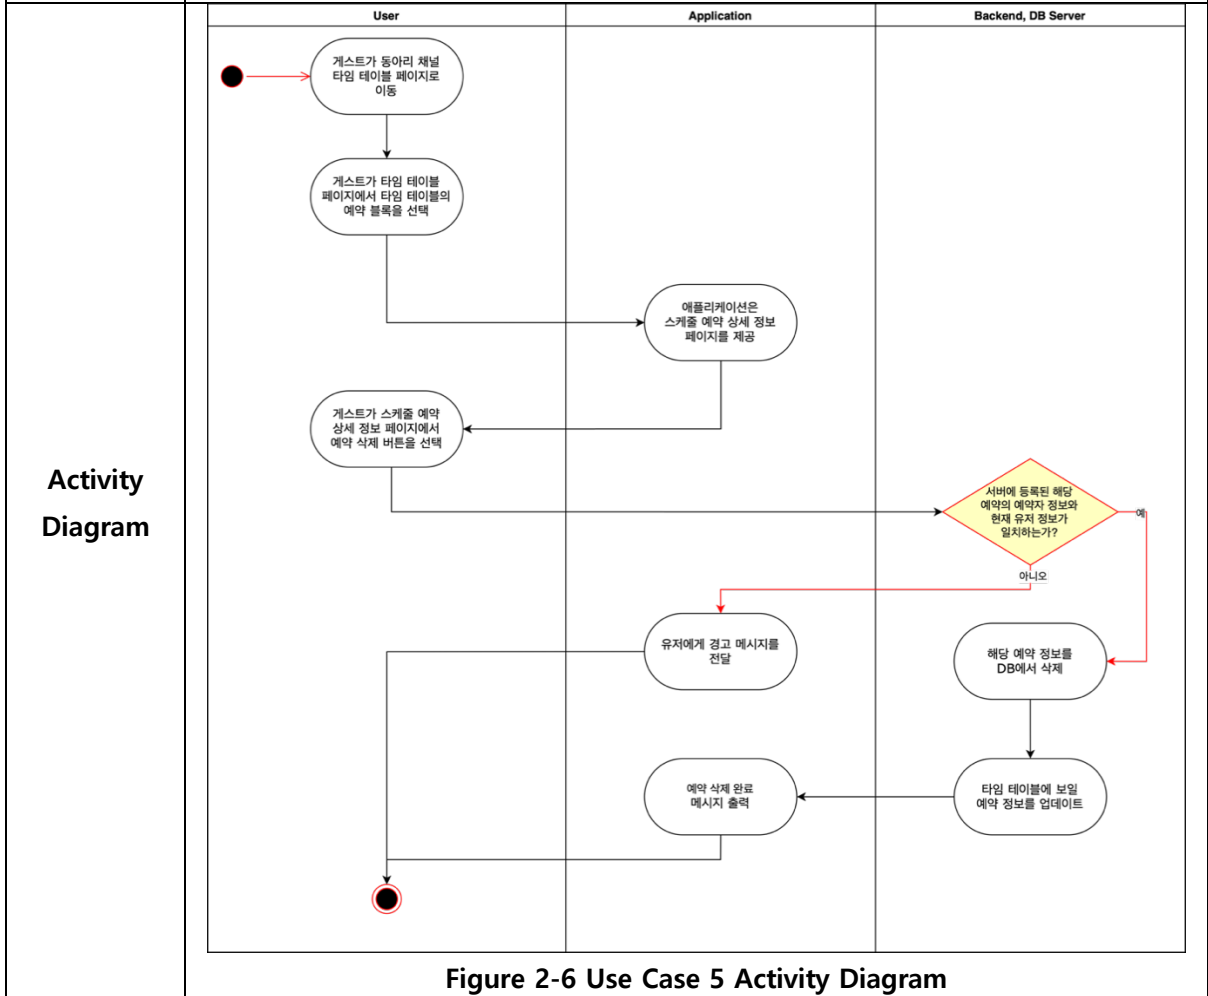 User
Application
Backend, DB Server
게스트가 동아리 채널
타임 테이블 페이지로
이동
게스트가 타임 테이블
페이지에서 타임 테이블의
예약 블록을 선택
애플리케이션은
스케줄 예약 상세 정보
페이지를 제공
게스트가 스케줄 예약
상세 정보 페이지에서
예약 삭제 버튼을 선택
Activity
Diagram
서버에 등록된 해당
예약의 예약자 정보와
현재 유저 정보가
일치하는가?
예
아니오
유저에게 경고 메시지를
전달
해당 예약 정보를
DB에서 삭제
예약 삭제 완료
메시지 출력
타임 테이블에 보일
예약 정보를 업데이트
Figure 2-6 Use Case 5 Activity Diagram